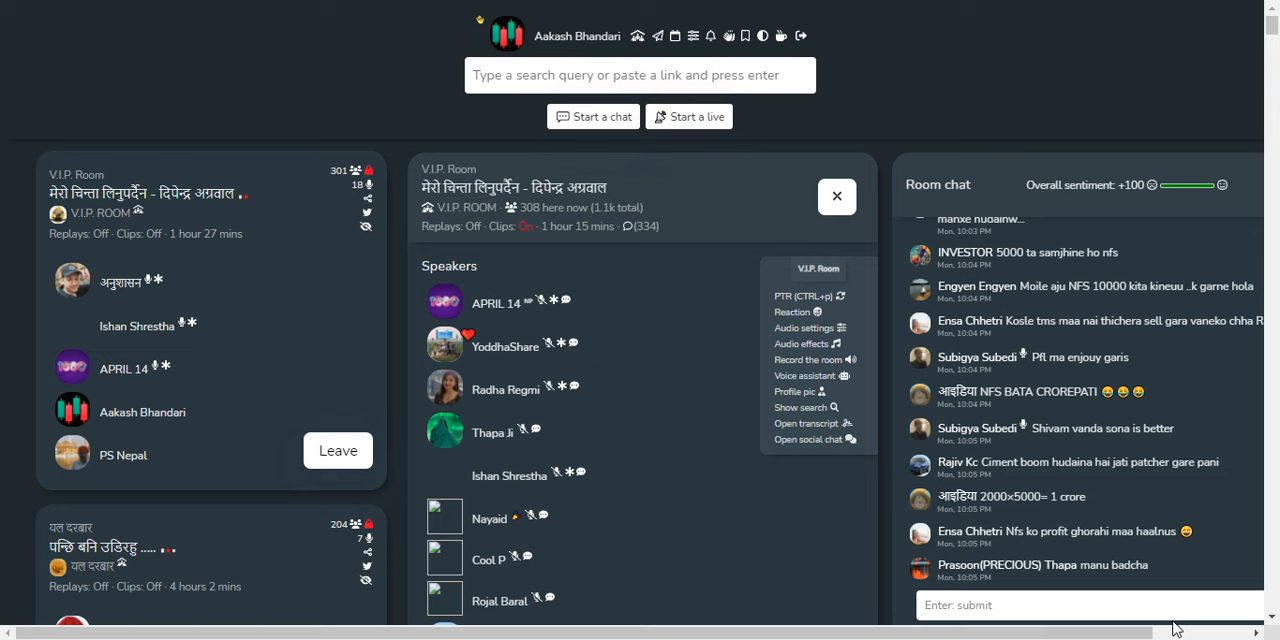 Aakash Bhandari
Type a search query or paste a link and press enter
Start a chat
Start a live
V.I.P. Room
301
मेरो चिन्ता लिनुपर्दैन - दिपेन्द्र अग्रवाल
18
V.I.P. ROOM
Replays: Off · Clips: Off · 1 hour 27 mins
अनुशासन
Ishan Shrestha
APRIL 14
Aakash Bhandari
PS Nepal
Leave
यल दरबार
204
पन्छि बनि उडिरहु .....
7
यल दरबार
Replays: Off · Clips: Off · 4 hours 2 mins
V.I.P. Room
मेरो चिन्ता लिनुपर्दैन - दिपेन्द्र अग्रवाल
V.I.P. ROOM · 308 here now (1.1k total)
Replays: Off · Clips: On · 1 hour 15 mins · (334)
Speakers
APRIL 14 NP
YoddhaShare
Radha Regmi
Thapa Ji
Ishan Shrestha
Nayaid
Cool P
Rojal Baral
V.I.P. Room
PTR (CTRL+p)
Reaction
Audio settings
Audio effects
Record the room
Voice assistant
Profile pic
Show search
Open transcript
Open social chat
Room chat
Overall sentiment: +100
manxe hudainw...
Mon, 10:03 PM
INVESTOR 5000 ta samjhine ho nfs
Mon, 10:04 PM
Engyen Engyen Moile aju NFS 10000 kita kineuu ..k garne hola
Mon, 10:04 PM
Ensa Chhetri Kosle tms maa nai thichera sell gara vaneko chha R
Mon, 10:04 PM
Subigya Subedi Pfl ma enjouy garis
Mon, 10:04 PM
आइडिया NFS BATA CROREPATI 😄 😄 😄
Mon, 10:04 PM
Subigya Subedi Shivam vanda sona is better
Mon, 10:05 PM
Rajiv Kc Ciment boom hudaina hai jati patcher gare pani
Mon, 10:05 PM
आइडिया 2000×5000= 1 crore
Mon, 10:05 PM
Ensa Chhetri Nfs ko profit ghorahi maa haalnus 😄
Mon, 10:05 PM
Prasoon(PRECIOUS) Thapa manu badcha
Mon, 10:05 PM
Enter: submit